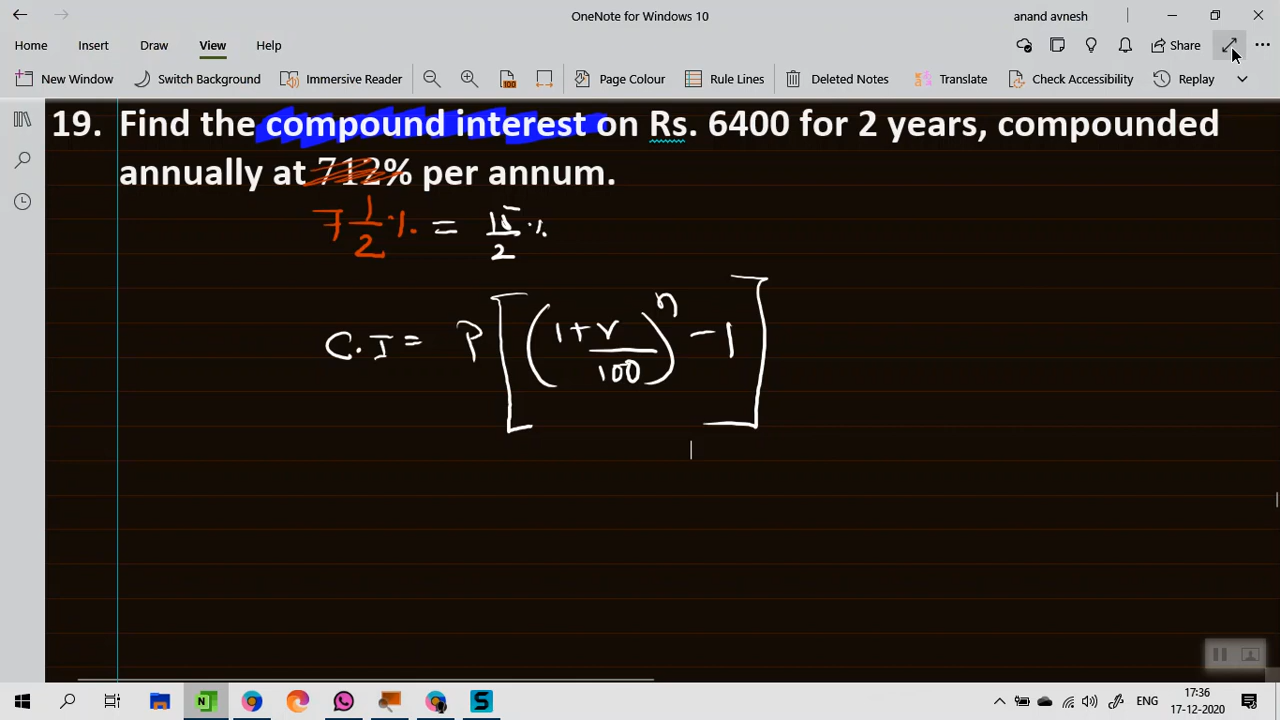 OneNote for Windows 10
anand avnesh
Home Insert Draw View Help
Share
New Window Switch Background Immersive Reader 100 Page Colour Rule Lines Deleted Notes Translate Check Accessibility Replay
19. Find the compound interest on Rs. 6400 for 2 years, compounded
annually at 712% per annum.
7 1/2 % = 15/2 %
C.I = P [ ( 1 + r/100 )^n - 1 ]
ENG
7:36
17-12-2020